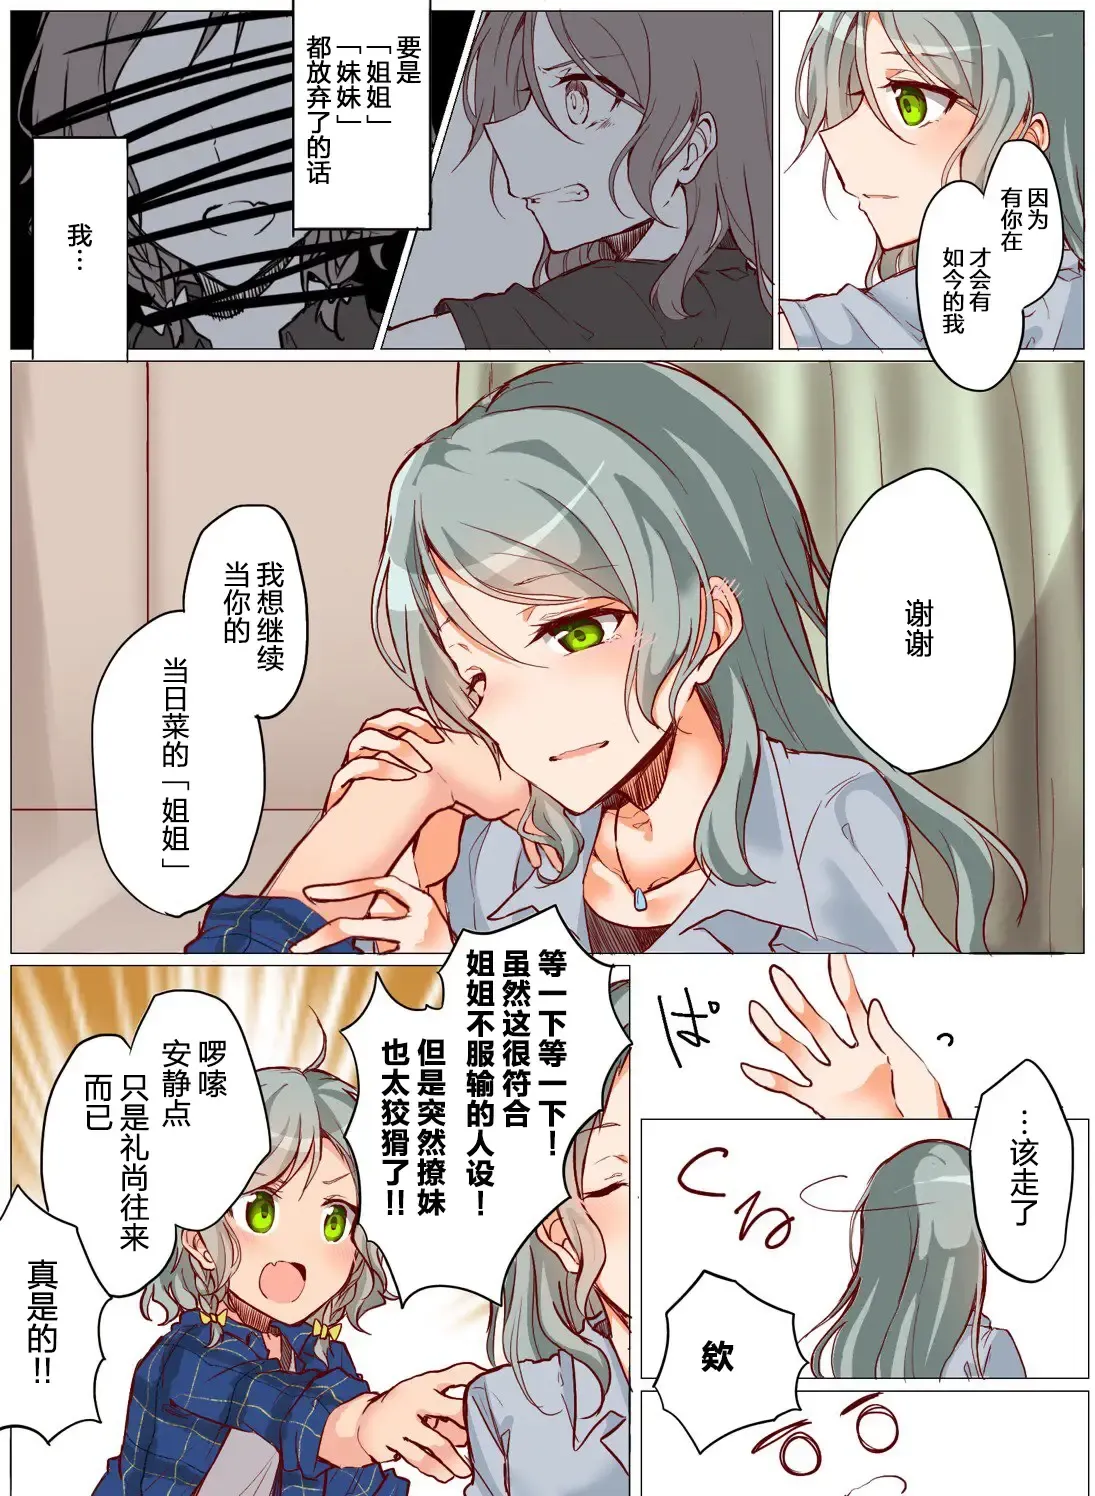 因为
有你在
才会有
如今的我
要是
「姐姐」
「妹妹」
都放弃了的话
我…
谢谢
我想继续
当你的
当日菜的「姐姐」
…该走了
欸
等一下等一下！
虽然这很符合
姐姐不服输的人设！
但是突然撩妹
也太狡猾了!!
啰嗦
安静点
只是礼尚往来
而已
真是的!!